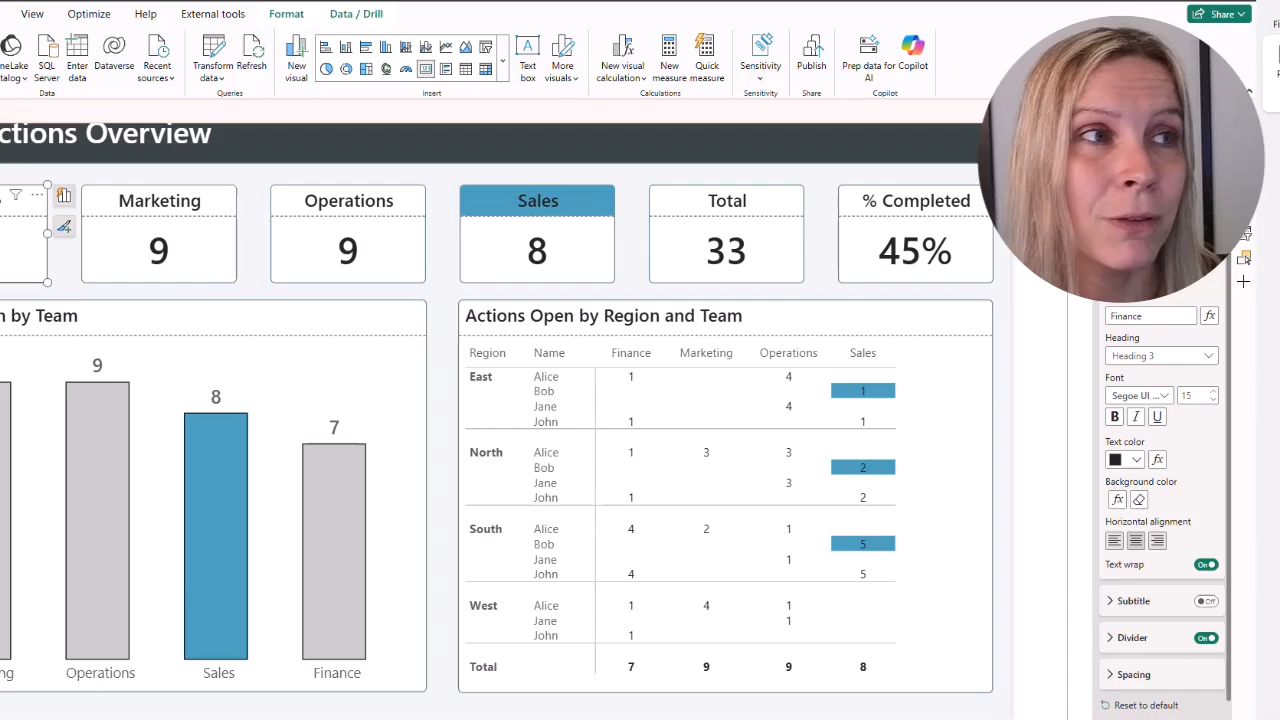 View Optimize Help External tools Format Data / Drill
Share
SQL Server
Enter data
Dataverse
Recent sources
Transform data
Refresh
New visual
Text box
More visuals
New visual calculation
New measure
Quick measure
Sensitivity
Publish
Prep data for AI
Copilot
Data Queries Insert Calculations Sensitivity Share Copilot
ctions Overview
Marketing Operations Sales Total % Completed
9 9 8 33 45%
n by Team
9
8
7
ng Operations Sales Finance
Actions Open by Region and Team
Region Name Finance Marketing Operations Sales
East Alice 1 4
Bob 1
Jane 4
John 1 1
North Alice 1 3 3
Bob 2
Jane 3
John 1 2
South Alice 4 2 1
Bob 5
Jane 1
John 4 5
West Alice 1 4 1
Jane 1
John 1
Total 7 9 9 8
Finance fx
Heading
Heading 3
Font
Segoe UI ... 15
B I U
Text color
fx
Background color
fx
Horizontal alignment
Text wrap On
Subtitle Off
Divider On
Spacing
Reset to default